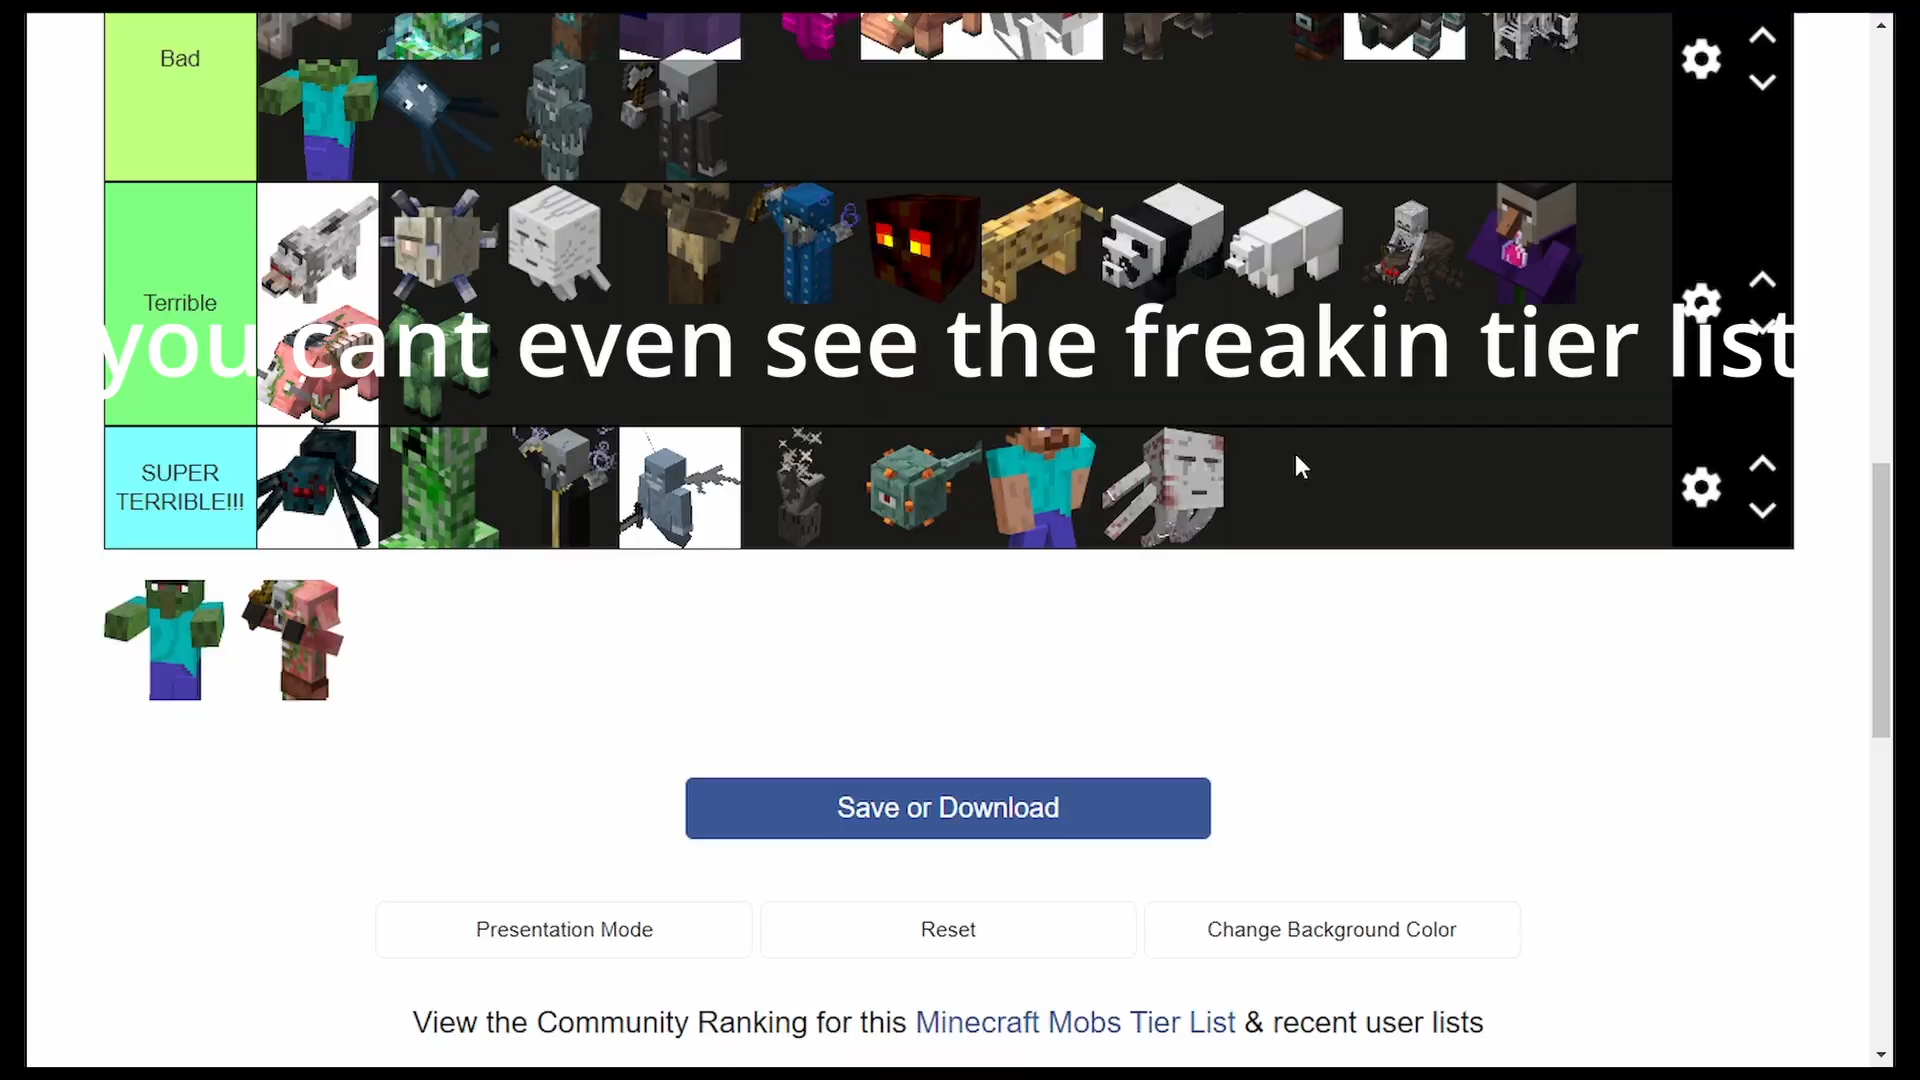 Bad
Terrible
you cant even see the freakin tier list
SUPER
TERRIBLE!!!
Save or Download
Presentation Mode
Reset
Change Background Color
View the Community Ranking for this Minecraft Mobs Tier List & recent user lists